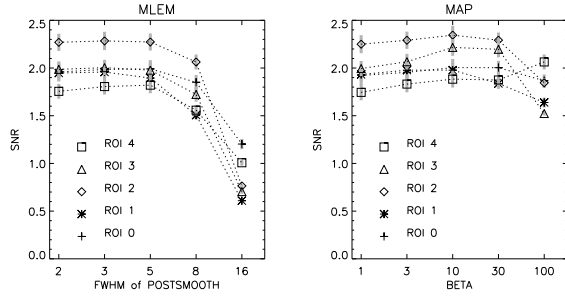 MLEM
2.5
2.0
1.5
1.0
0.5
0.0
SNR
ROI 4
ROI 3
ROI 2
ROI 1
ROI 0
2 3 5 8 16
FWHM of POSTSMOOTH
MAP
2.5
2.0
1.5
1.0
0.5
0.0
SNR
ROI 4
ROI 3
ROI 2
ROI 1
ROI 0
1 3 10 30 100
BETA